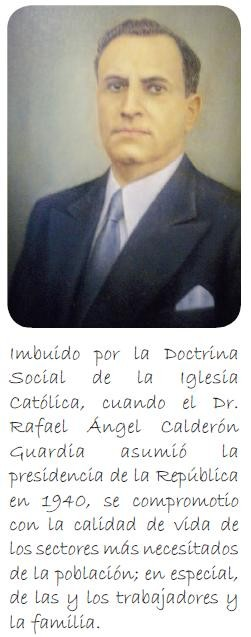 Imbuido por la Doctrina
Social de la Iglesia
Católica, cuando el Dr.
Rafael Ángel Calderón
Guardia asumió la
presidencia de la República
en 1940, se comprometio
con la calidad de vida de
los sectores más necesitados
de la población; en especial,
de las y los trabajadores y
la familia.